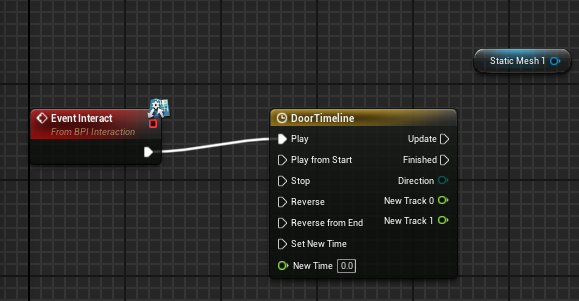 Static Mesh 1
Event Interact
From BPI Interaction
DoorTimeline
Play
Update
Play from Start
Finished
Stop
Direction
Reverse
New Track 0
Reverse from End
New Track 1
Set New Time
New Time 0.0